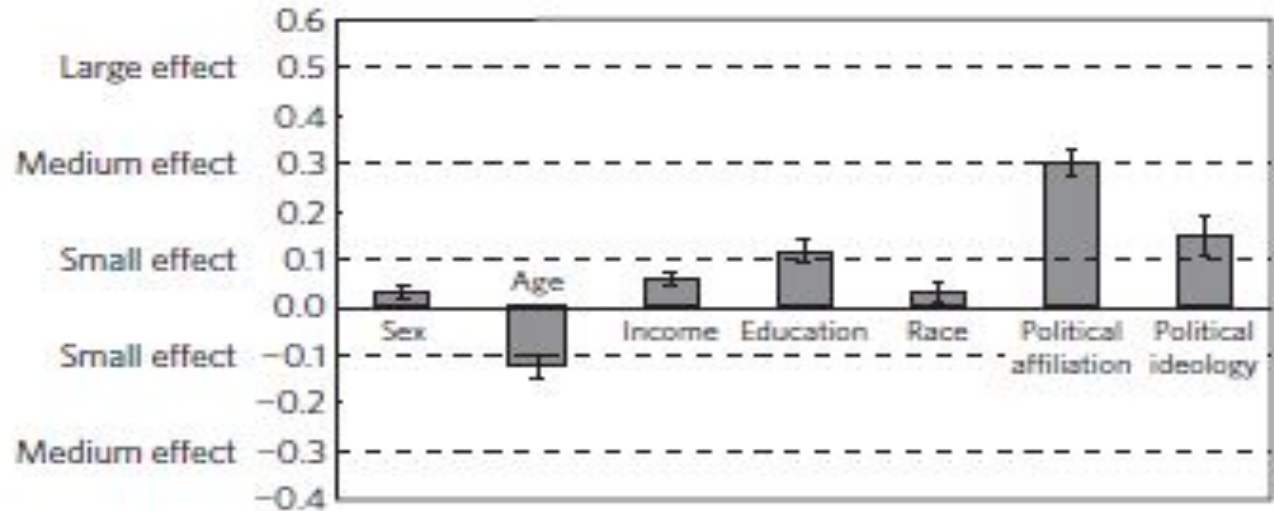 0.6
Large effect 0.5
0.4
Medium effect 0.3
0.2
Small effect 0.1
Age
0.0
Sex Income Education Race Political affiliation Political ideology
Small effect −0.1
−0.2
Medium effect −0.3
−0.4